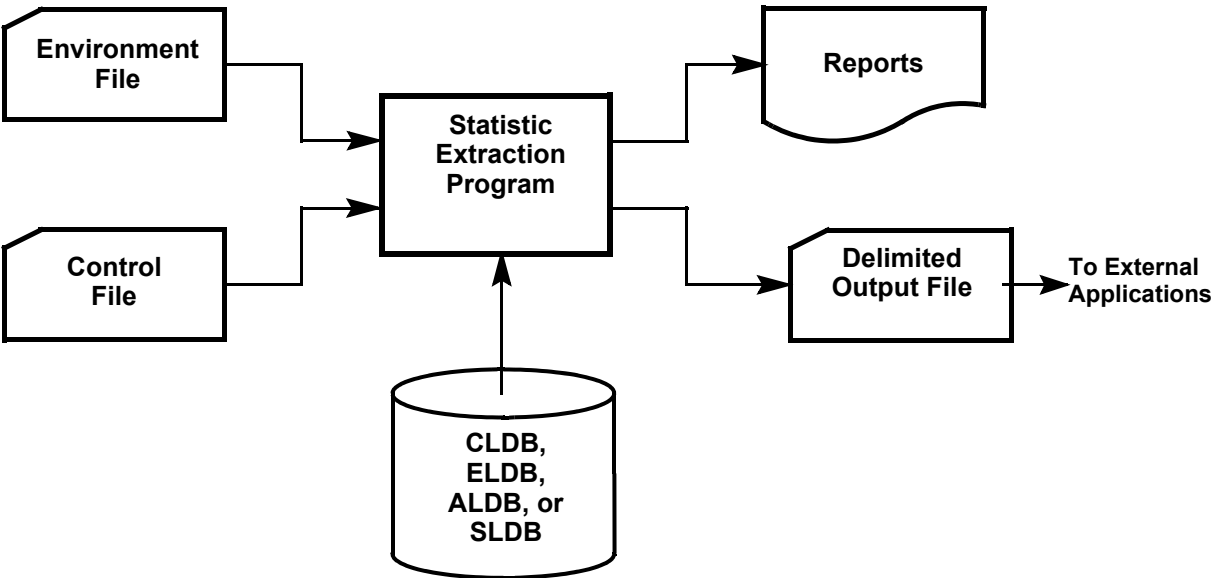 Environment
File
Reports
Statistic
Extraction
Program
Control
File
Delimited
Output File
To External
Applications
CLDB,
ELDB,
ALDB, or
SLDB